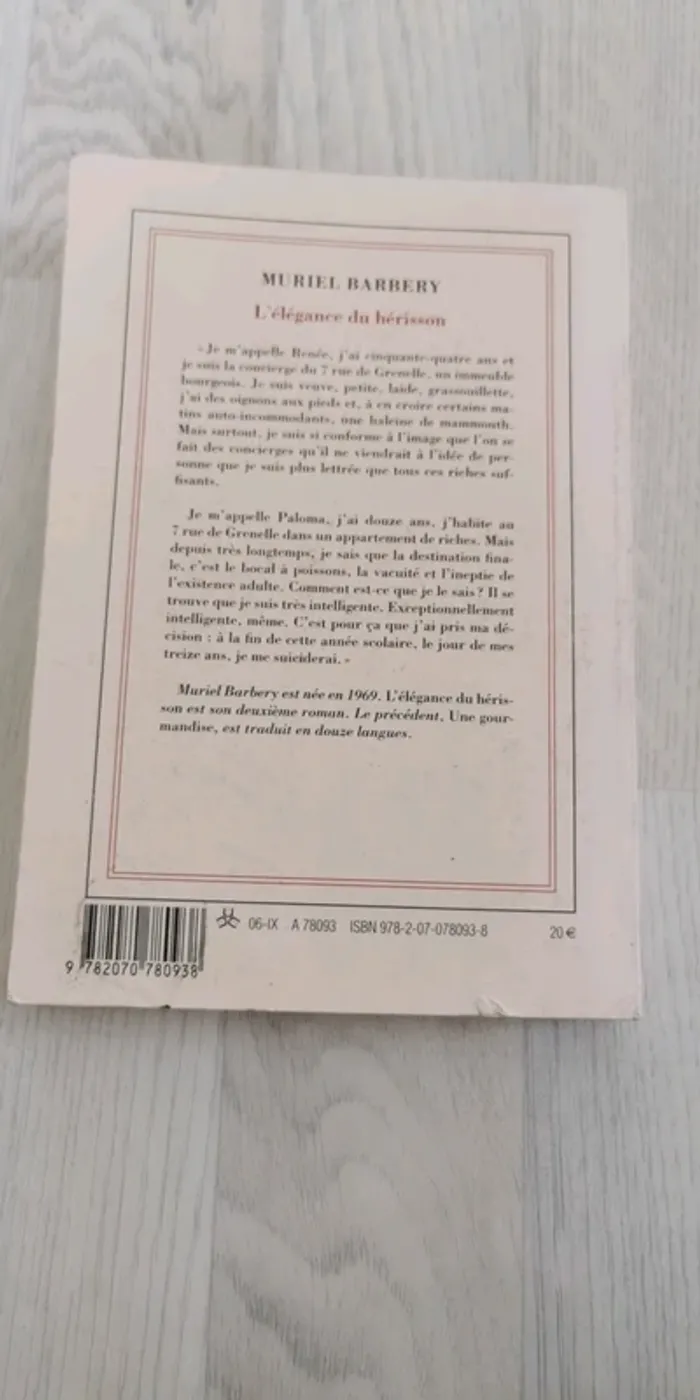 MURIEL BARBERY
L'élégance du hérisson
« Je m'appelle Renée, j'ai cinquante-quatre ans et
je suis la concierge du 7 rue de Grenelle, un immeuble
bourgeois. Je suis veuve, petite, laide, grassouillette,
j'ai des oignons aux pieds et, à en croire certains ma-
tins auto-incommodants, une haleine de mammouth.
Mais surtout, je suis si conforme à l'image que l'on se
fait des concierges qu'il ne viendrait à l'idée de per-
sonne que je suis plus lettrée que tous ces riches suf-
fisants.
Je m'appelle Paloma, j'ai douze ans, j'habite au
7 rue de Grenelle dans un appartement de riches. Mais
depuis très longtemps, je sais que la destination fina-
le, c'est le bocal à poissons, la vacuité et l'ineptie de
l'existence adulte. Comment est-ce que je le sais ? Il se
trouve que je suis très intelligente. Exceptionnellement
intelligente, même. C'est pour ça que j'ai pris ma dé-
cision : à la fin de cette année scolaire, le jour de mes
treize ans, je me suiciderai. »
Muriel Barbery est née en 1969. L'élégance du héris-
son est son deuxième roman. Le précédent, Une gour-
mandise, est traduit en douze langues.
06-IX A 78093 ISBN 978-2-07-078093-8 20 €
9 782070 780938